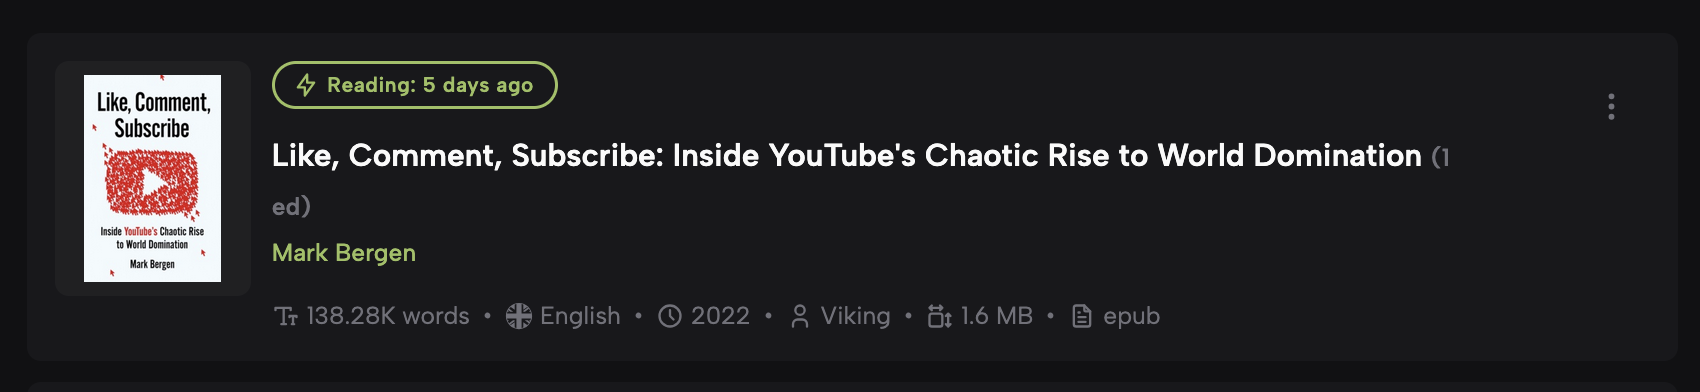 Like, Comment,
Subscribe
Inside YouTube's Chaotic Rise
to World Domination
Mark Bergen
Reading: 5 days ago
Like, Comment, Subscribe: Inside YouTube's Chaotic Rise to World Domination (1
ed)
Mark Bergen
138.28K words • English • 2022 • Viking • 1.6 MB • epub